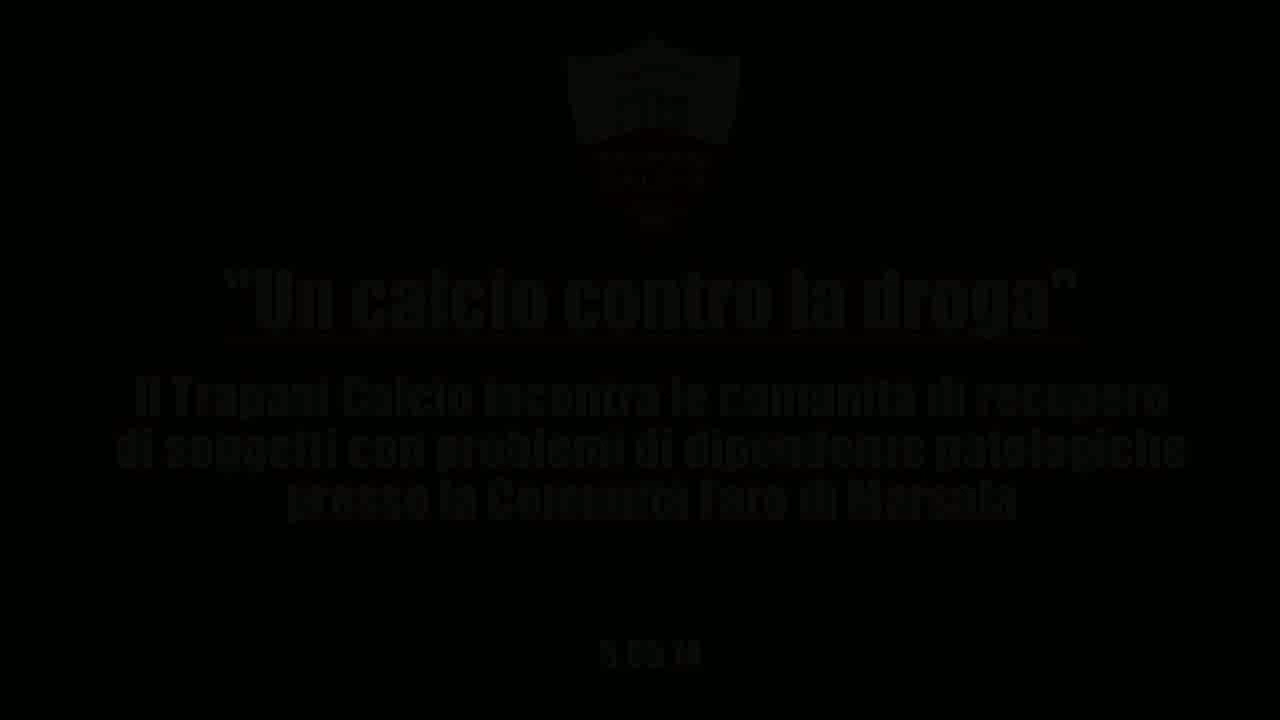 "Un calcio contro la droga"
Il Trapani Calcio incontra le comunità di recupero
di soggetti con problemi di dipendenze patologiche
presso la Comunità Faro di Marsala